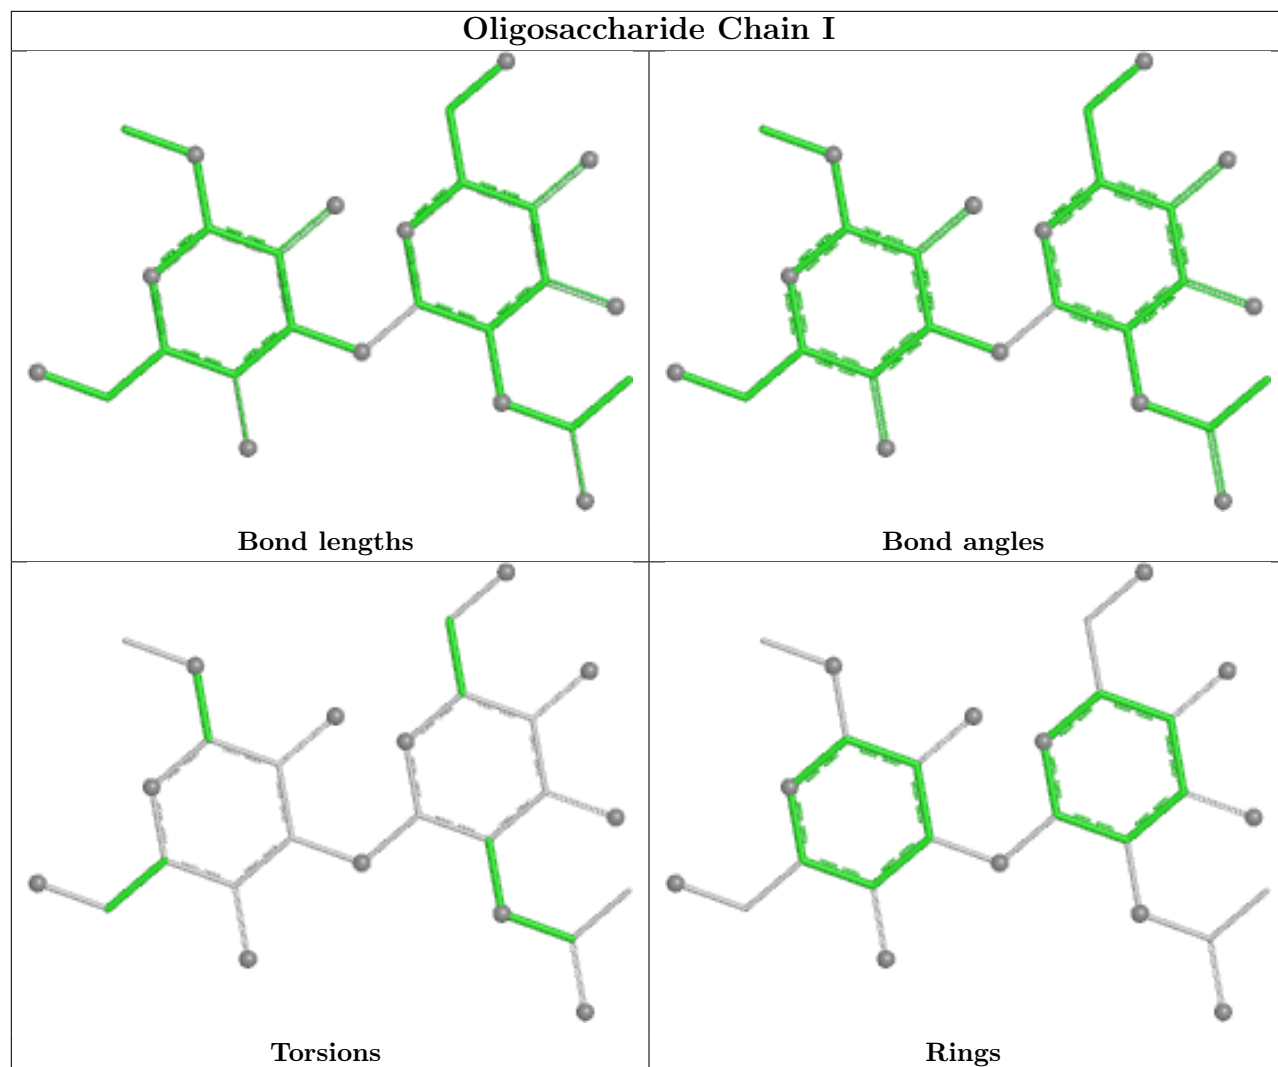 Oligosaccharide Chain I
Bond lengths
Bond angles
Torsions
Rings